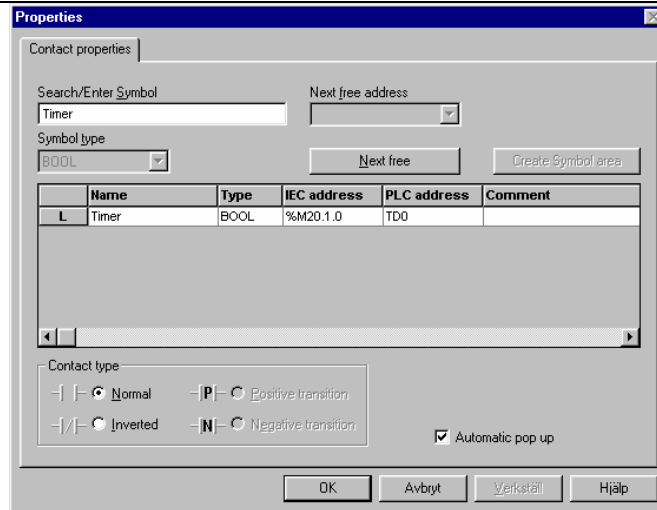 Properties
Contact properties
Search/Enter Symbol
Next free address
Timer
Symbol type
BOOL
Next free
Create Symbol area
Name Type IEC address PLC address Comment
L Timer BOOL %M20.1.0 TD0
Contact type
Normal P Positive transition
Inverted N Negative transition
Automatic pop up
OK Avbryt Verkställ Hjälp